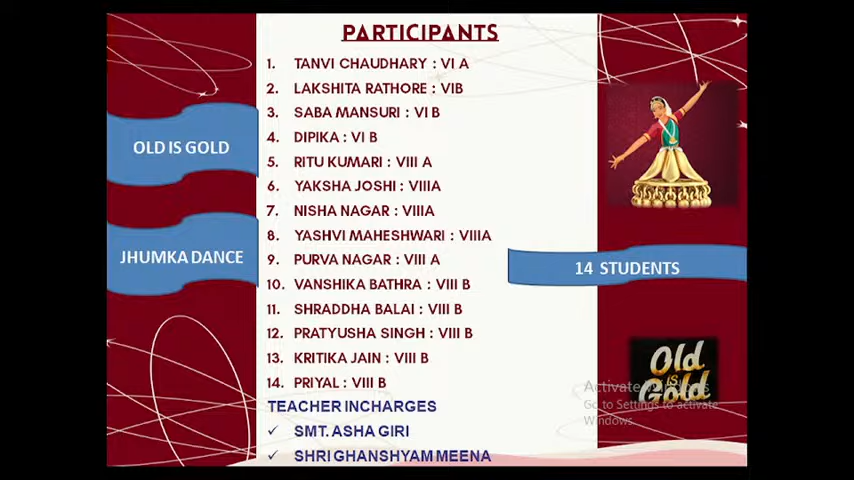 PARTICIPANTS
1. TANVI CHAUDHARY : VI A
2. LAKSHITA RATHORE : VIB
3. SABA MANSURI : VI B
4. DIPIKA : VI B
5. RITU KUMARI : VIII A
6. YAKSHA JOSHI : VIIIA
7. NISHA NAGAR : VIIIA
8. YASHVI MAHESHWARI : VIIIA
9. PURVA NAGAR : VIII A
10. VANSHIKA BATHRA : VIII B
11. SHRADDHA BALAI : VIII B
12. PRATYUSHA SINGH : VIII B
13. KRITIKA JAIN : VIII B
14. PRIYAL : VIII B
TEACHER INCHARGES
✓ SMT. ASHA GIRI
✓ SHRI GHANSHYAM MEENA
OLD IS GOLD
JHUMKA DANCE
14 STUDENTS
Old
is
Gold
Activate Windows
Go to Settings to activate
Windows.